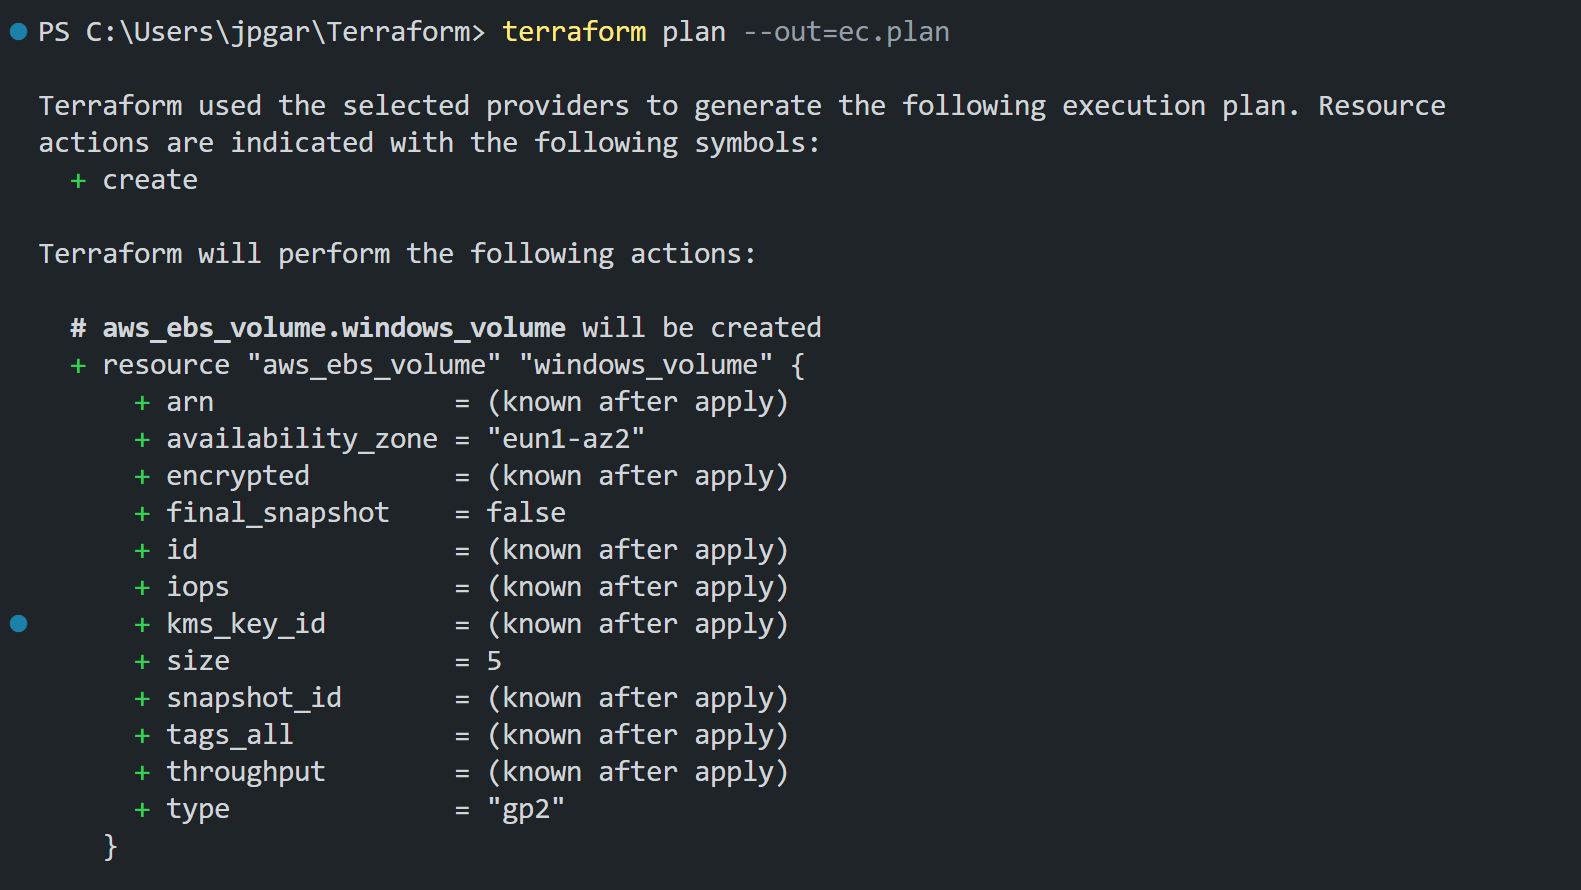 PS C:\Users\jpgar\Terraform> terraform plan --out=ec.plan
Terraform used the selected providers to generate the following execution plan. Resource
actions are indicated with the following symbols:
  + create
Terraform will perform the following actions:
  # aws_ebs_volume.windows_volume will be created
  + resource "aws_ebs_volume" "windows_volume" {
      + arn               = (known after apply)
      + availability_zone = "eun1-az2"
      + encrypted         = (known after apply)
      + final_snapshot    = false
      + id                = (known after apply)
      + iops              = (known after apply)
      + kms_key_id        = (known after apply)
      + size              = 5
      + snapshot_id       = (known after apply)
      + tags_all          = (known after apply)
      + throughput        = (known after apply)
      + type              = "gp2"
    }